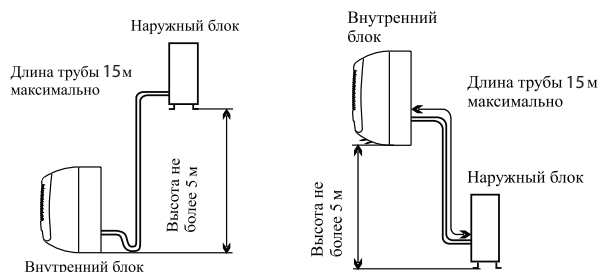 Наружный блок
Длина трубы 15 м
максимально
Высота не
более 5 м
Внутренний блок
Внутренний
блок
Длина трубы 15 м
максимально
Наружный блок
Высота не
более 5 м